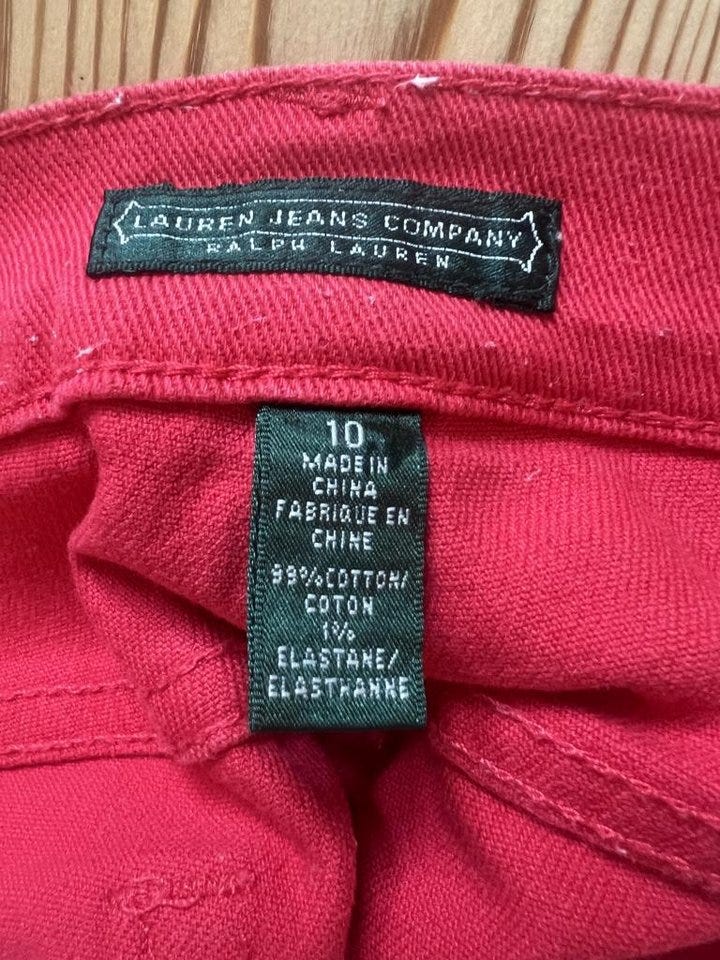 LAUREN JEANS COMPANY
RALPH LAUREN
10
MADE IN
CHINA
FABRIQUE EN
CHINE
99% COTTON/
COTON
1%
ELASTANE/
ELASTHANNE